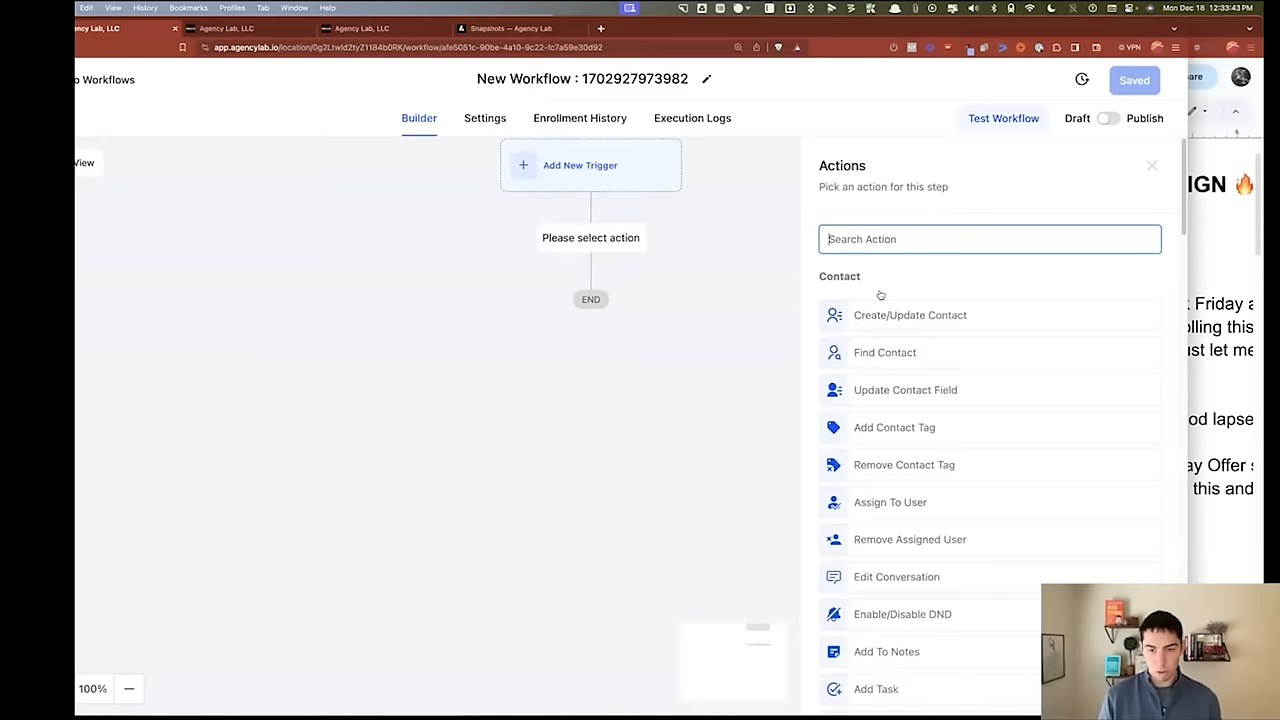 Edit View History Bookmarks Profiles Tab Window Help
Mon Dec 18 12:33:43 PM
ency Lab, LLC
Agency Lab, LLC
Agency Lab, LLC
Snapshots — Agency Lab
app.agencylab.io/location/0g2Ltwld2tyZ11B4b0RK/workflow/afe5051c-90be-4a10-9c22-fc7a59e30d92
VPN
o Workflows
New Workflow : 1702927973982
Saved
are
Builder
Settings
Enrollment History
Execution Logs
Test Workflow
Draft
Publish
6
View
Add New Trigger
Please select action
END
100%
Actions
Pick an action for this step
Search Action
Contact
Create/Update Contact
Find Contact
Update Contact Field
Add Contact Tag
Remove Contact Tag
Assign To User
Remove Assigned User
Edit Conversation
Enable/Disable DND
Add To Notes
Add Task
IGN 🔥
Friday a
olling this
ust let me
od lapse
ay Offer s
this and